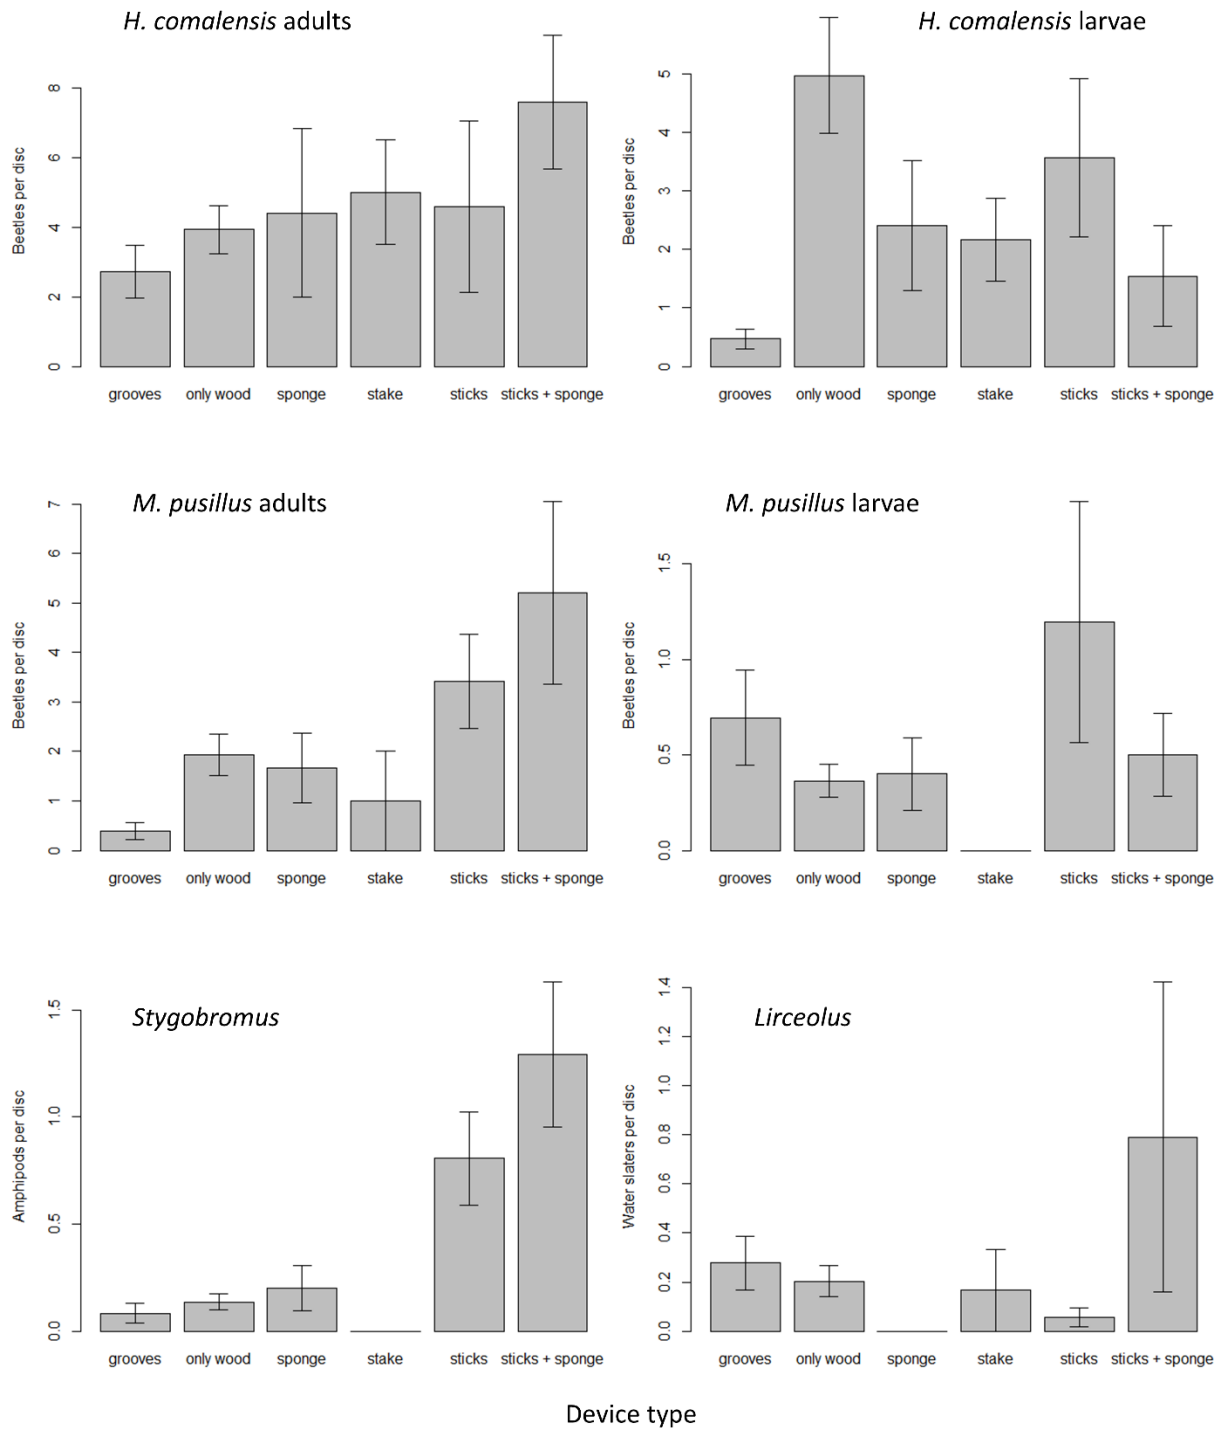 H. comalensis adults
Beetles per disc
8
6
4
2
0
grooves only wood sponge stake sticks sticks + sponge
H. comalensis larvae
Beetles per disc
5
4
3
2
1
0
grooves only wood sponge stake sticks sticks + sponge
M. pusillus adults
Beetles per disc
7
6
5
4
3
2
1
0
grooves only wood sponge stake sticks sticks + sponge
M. pusillus larvae
Beetles per disc
1.5
1.0
0.5
0.0
grooves only wood sponge stake sticks sticks + sponge
Stygobromus
Amphipods per disc
1.5
1.0
0.5
0.0
grooves only wood sponge stake sticks sticks + sponge
Lirceolus
Water slaters per disc
1.4
1.2
1.0
0.8
0.6
0.4
0.2
0.0
grooves only wood sponge stake sticks sticks + sponge
Device type